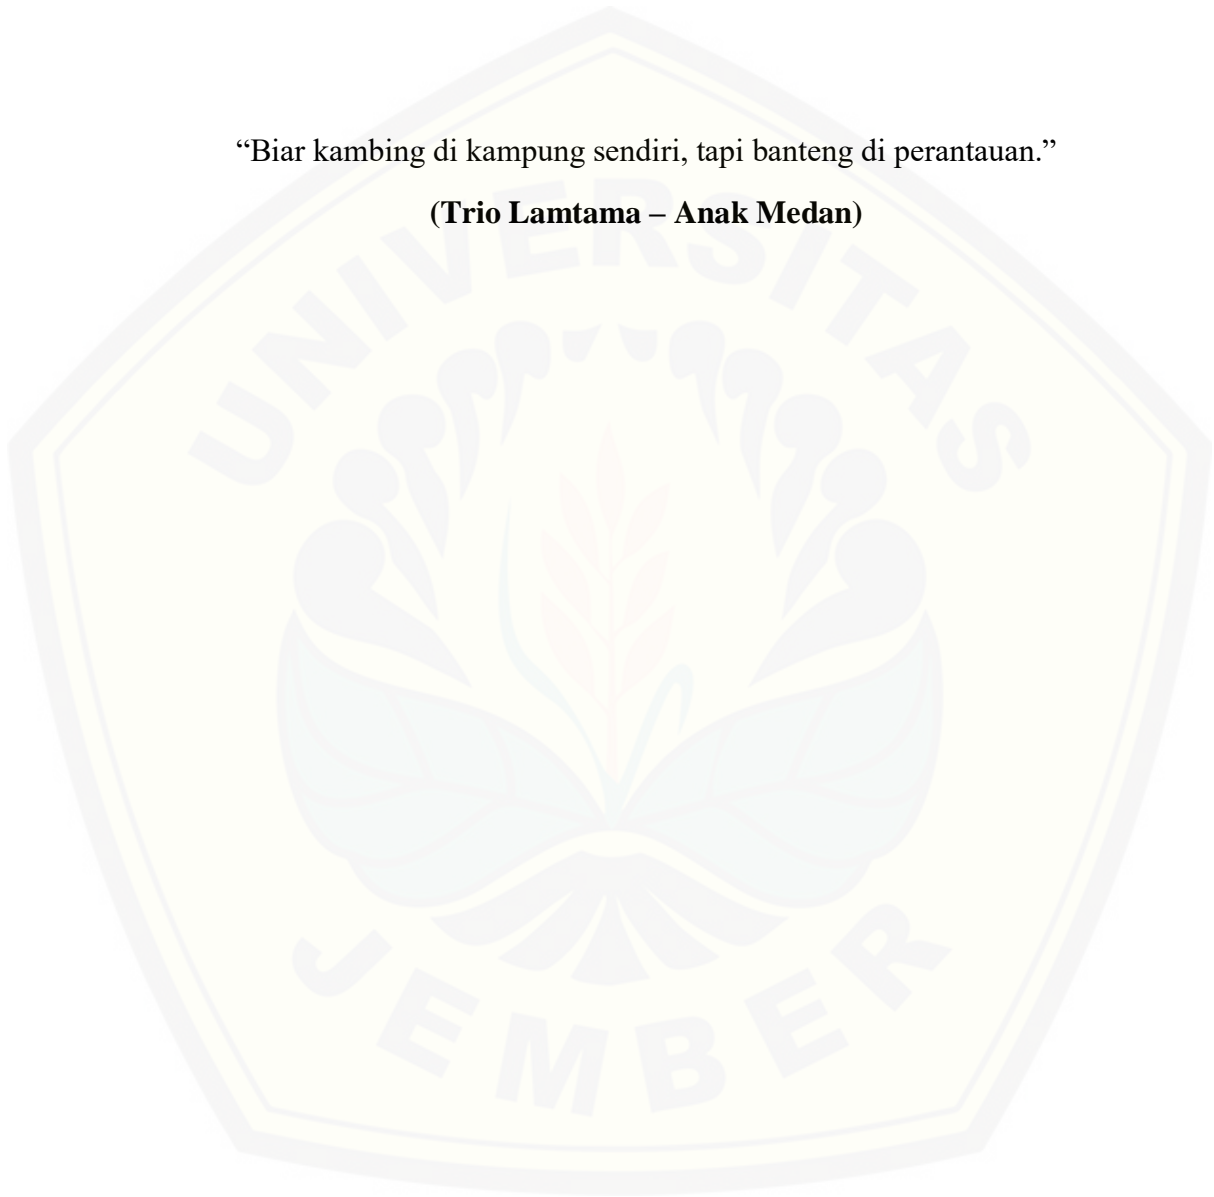 “Biar kambing di kampung sendiri, tapi banteng di perantauan.”
(Trio Lamtama – Anak Medan)
UNIVERSITAS
JEMBER